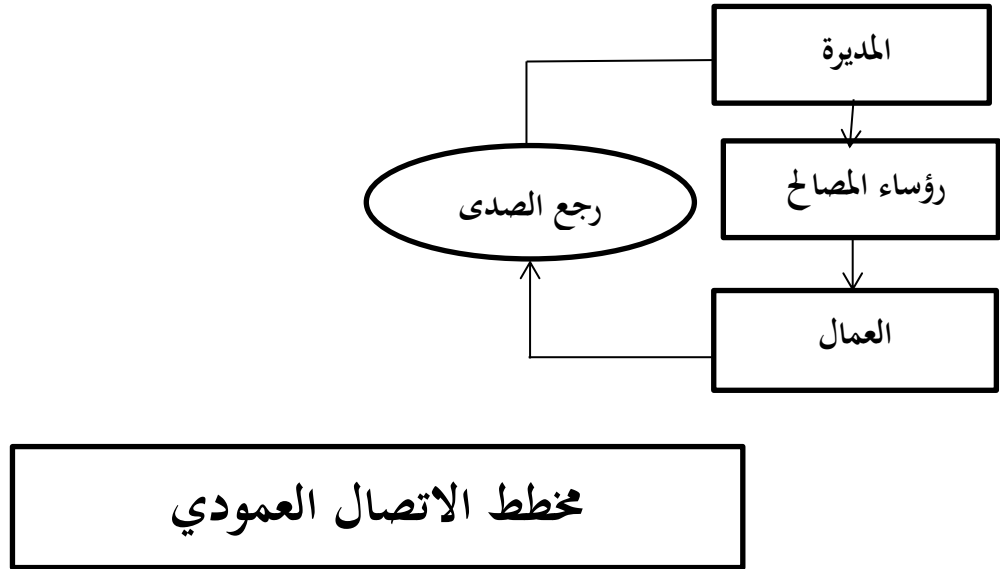 المديرة
رؤساء المصالح
رجع الصدى
العمال
مخطط الاتصال العمودي